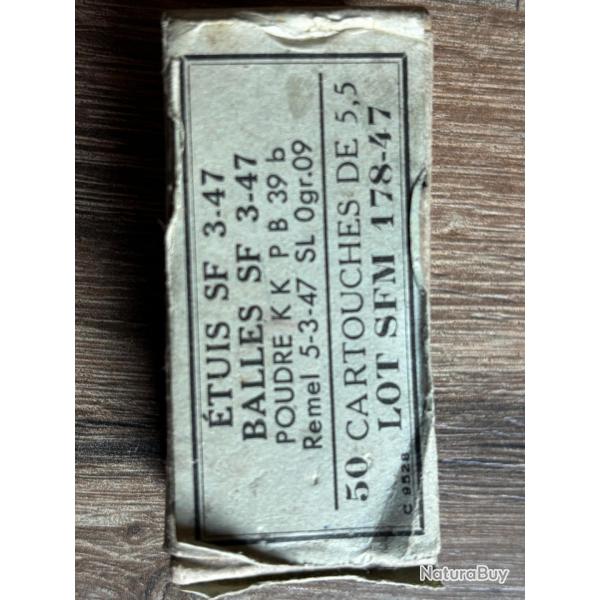 ÉTUIS SF 3-47
BALLES SF 3-47
POUDRE K K P B 39 b
Remel 5-3-47 SL 0gr.09
50 CARTOUCHES DE 5,5
LOT SFM 178-47
C 9528
NaturaBuy